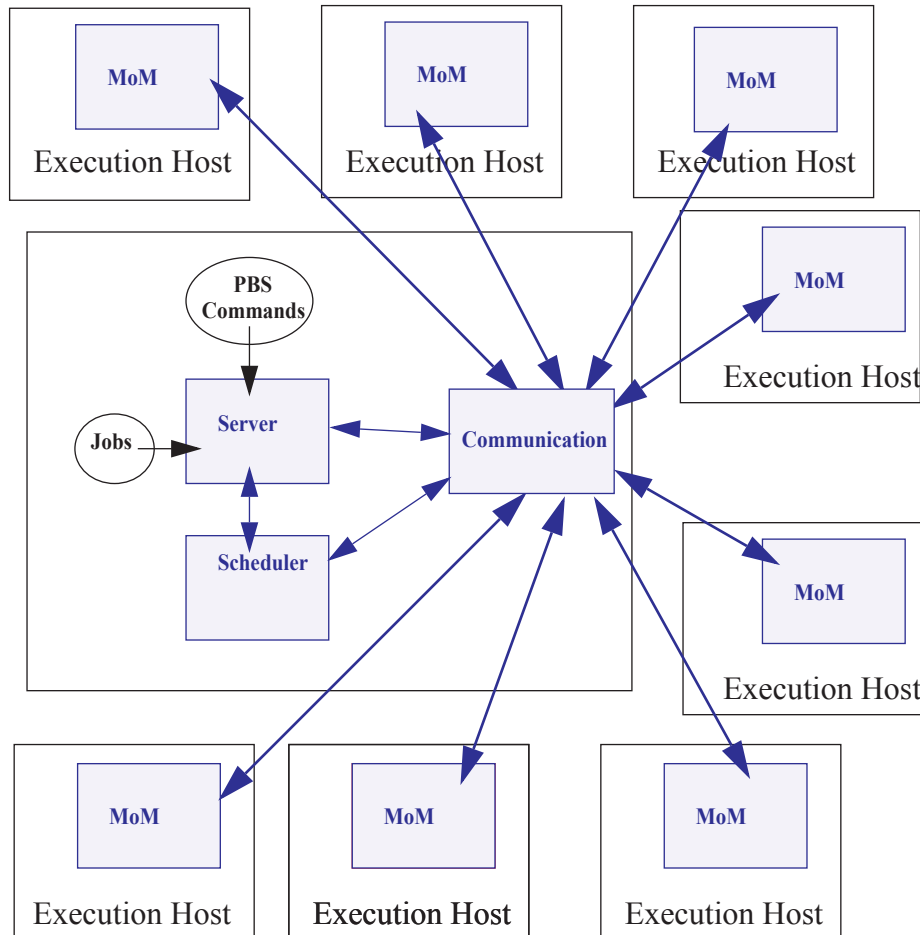 MoM
Execution Host
MoM
Execution Host
MoM
Execution Host
MoM
Execution Host
PBS
Commands
Server
Jobs
Communication
Scheduler
MoM
Execution Host
MoM
Execution Host
MoM
Execution Host
MoM
Execution Host